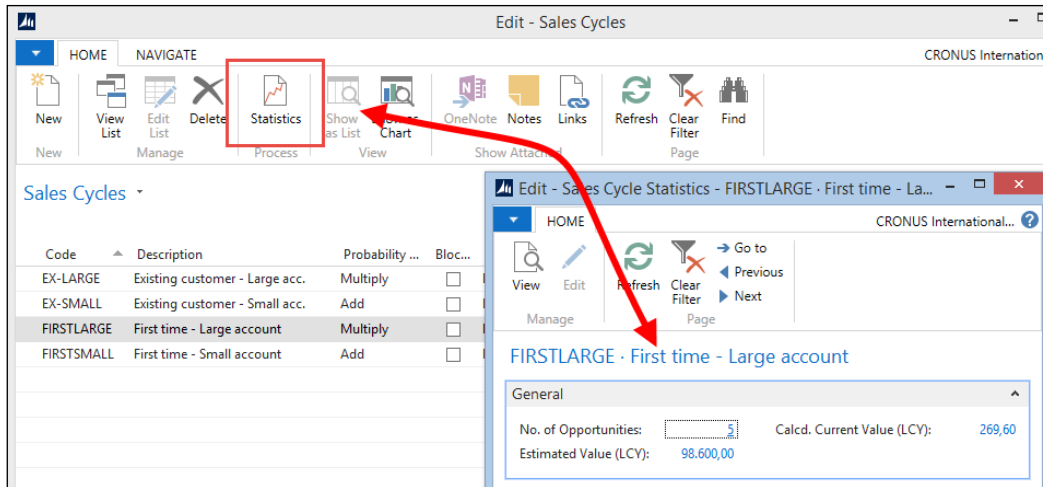 Edit - Sales Cycles
HOME NAVIGATE CRONUS Internation
New View List Edit List Delete Statistics Show as List Chart OneNote Notes Links Refresh Clear Filter Find
New Manage Process View Show Attached Page
Sales Cycles
Code Description Probability ... Bloc...
EX-LARGE Existing customer - Large acc. Multiply
EX-SMALL Existing customer - Small acc. Add
FIRSTLARGE First time - Large account Multiply
FIRSTSMALL First time - Small account Add
Edit - Sales Cycle Statistics - FIRSTLARGE · First time - La...
HOME CRONUS International...
View Edit Refresh Clear Filter Go to
Previous
Next
Manage Page
FIRSTLARGE · First time - Large account
General
No. of Opportunities: 5 Calcd. Current Value (LCY): 269,60
Estimated Value (LCY): 98.600,00